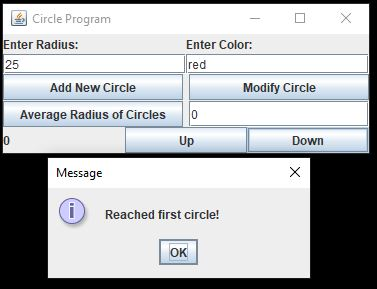 Circle Program
Enter Radius: Enter Color:
25 red
Add New Circle Modify Circle
Average Radius of Circles 0
0 Up Down
Message
Reached first circle!
OK